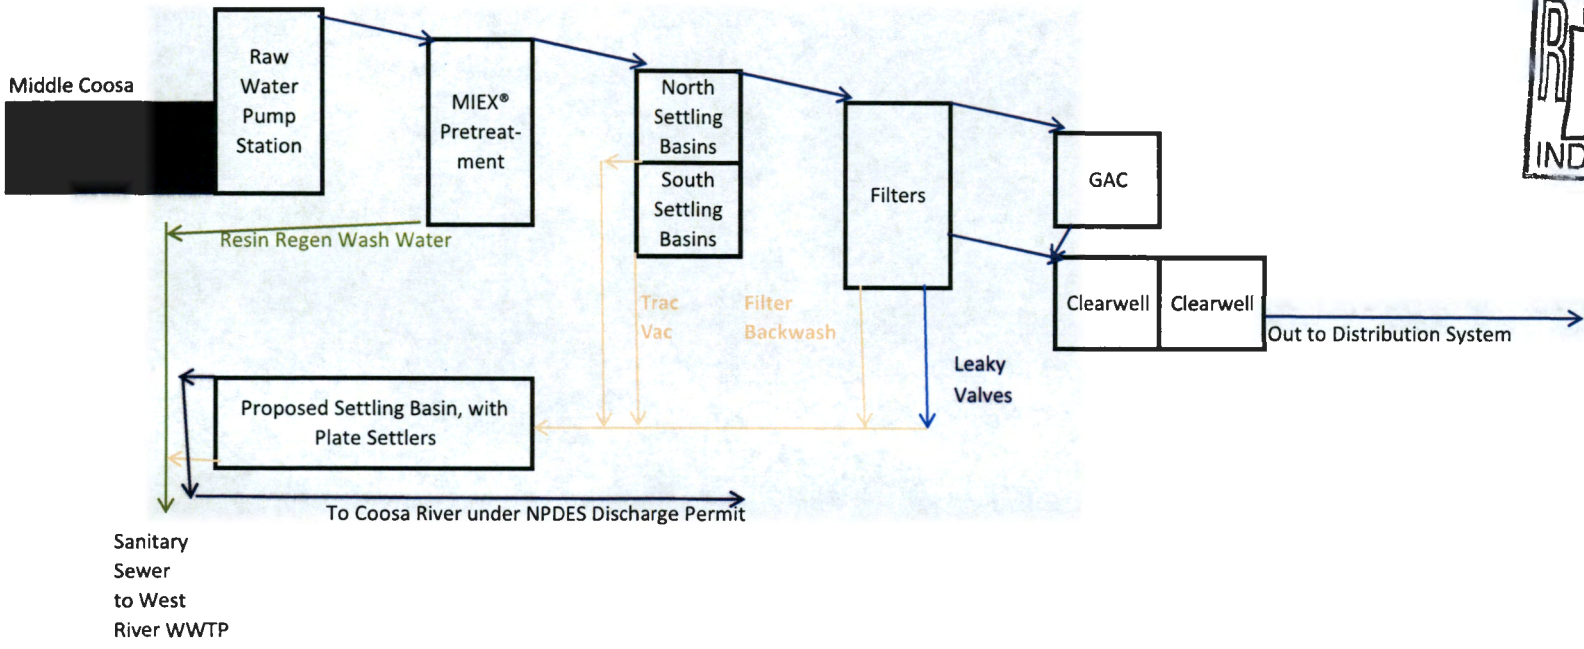 Middle Coosa
Raw
Water
Pump
Station
MIEX®
Pretreat-
ment
North
Settling
Basins
South
Settling
Basins
Filters
GAC
Clearwell
Clearwell
Out to Distribution System
Resin Regen Wash Water
Trac
Vac
Filter
Backwash
Leaky
Valves
Proposed Settling Basin, with
Plate Settlers
To Coosa River under NPDES Discharge Permit
Sanitary
Sewer
to West
River WWTP
R
IND